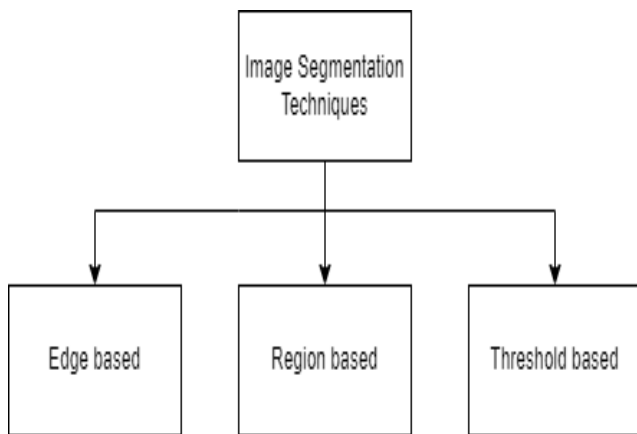 Image Segmentation
Techniques
Edge based
Region based
Threshold based